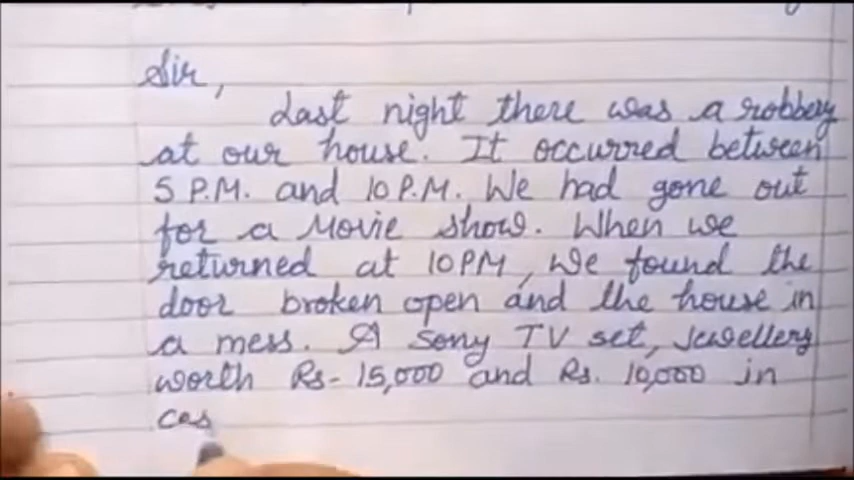 Sir,
Last night there was a robbery
at our house. It occurred between
5 P.M. and 10 P.M. We had gone out
for a Movie show. When we
returned at 10PM, we found the
door broken open and the house in
a mess. A Sony TV set, Jewellery
worth Rs- 15,000 and Rs. 10,000 in
cas